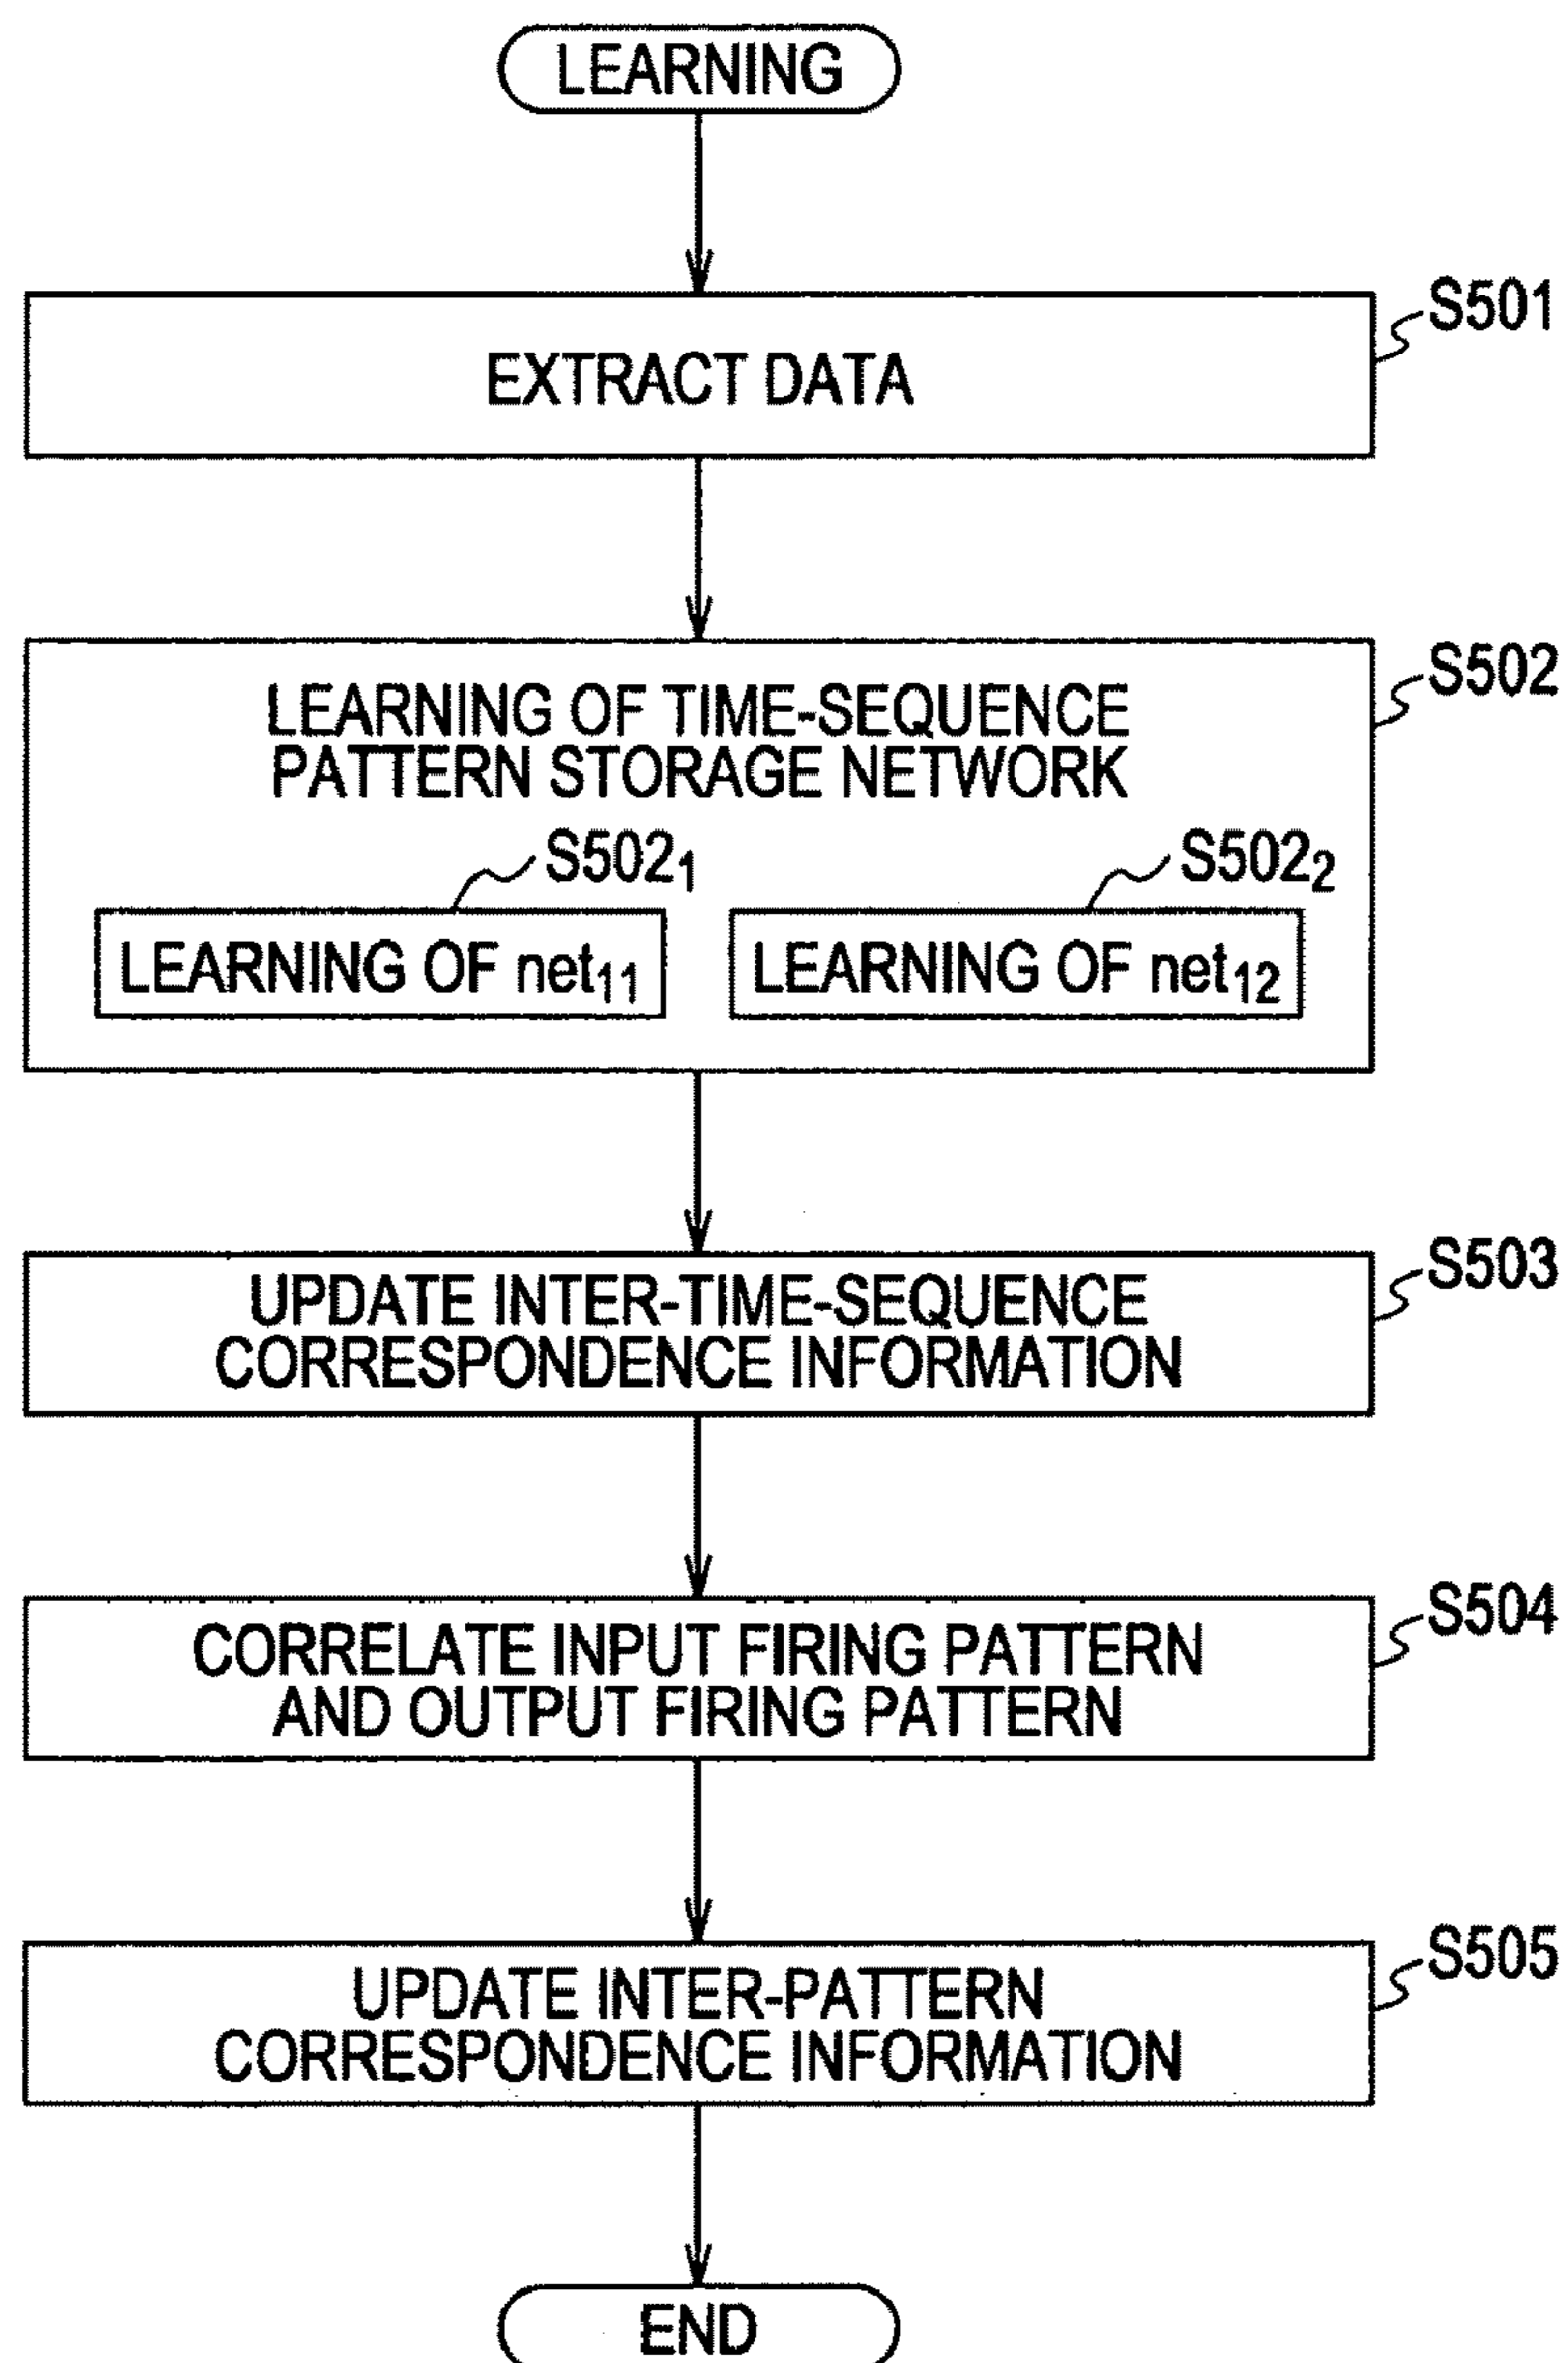 LEARNING
S501
EXTRACT DATA
S502
LEARNING OF TIME-SEQUENCE
PATTERN STORAGE NETWORK
S502₁
S502₂
LEARNING OF net₁₁
LEARNING OF net₁₂
S503
UPDATE INTER-TIME-SEQUENCE
CORRESPONDENCE INFORMATION
S504
CORRELATE INPUT FIRING PATTERN
AND OUTPUT FIRING PATTERN
S505
UPDATE INTER-PATTERN
CORRESPONDENCE INFORMATION
END